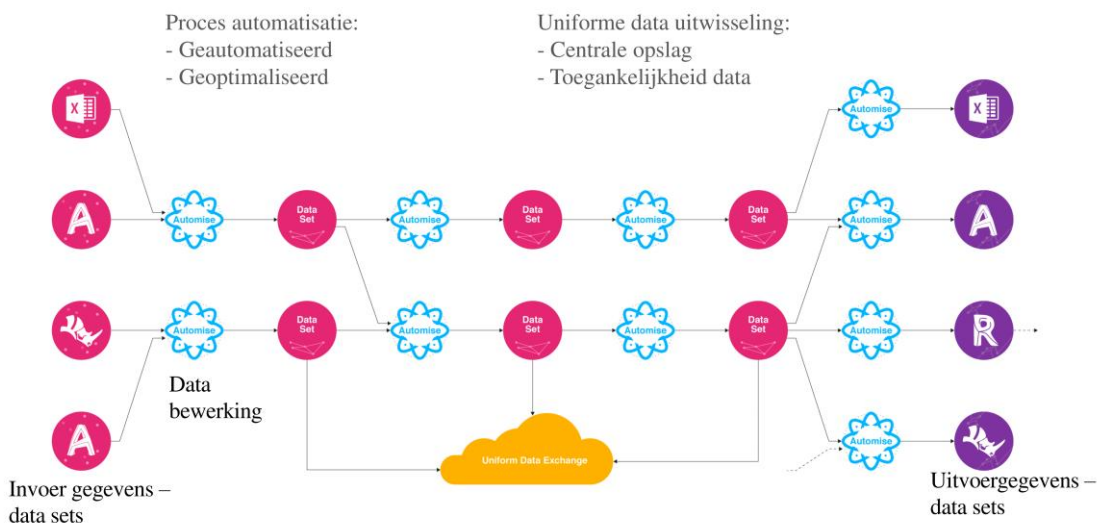 Proces automatisatie:
- Geautomatiseerd
- Geoptimaliseerd
Uniforme data uitwisseling:
- Centrale opslag
- Toegankelijkheid data
X
Automise
X
A
Automise
Data
Set
Automise
Data
Set
Automise
Data
Set
Automise
A
Automise
Data
Set
Automise
Data
Set
Automise
Data
Set
Automise
R
Data
bewerking
A
Uniform Data Exchange
Automise
Invoer gegevens –
data sets
Uitvoergegevens –
data sets